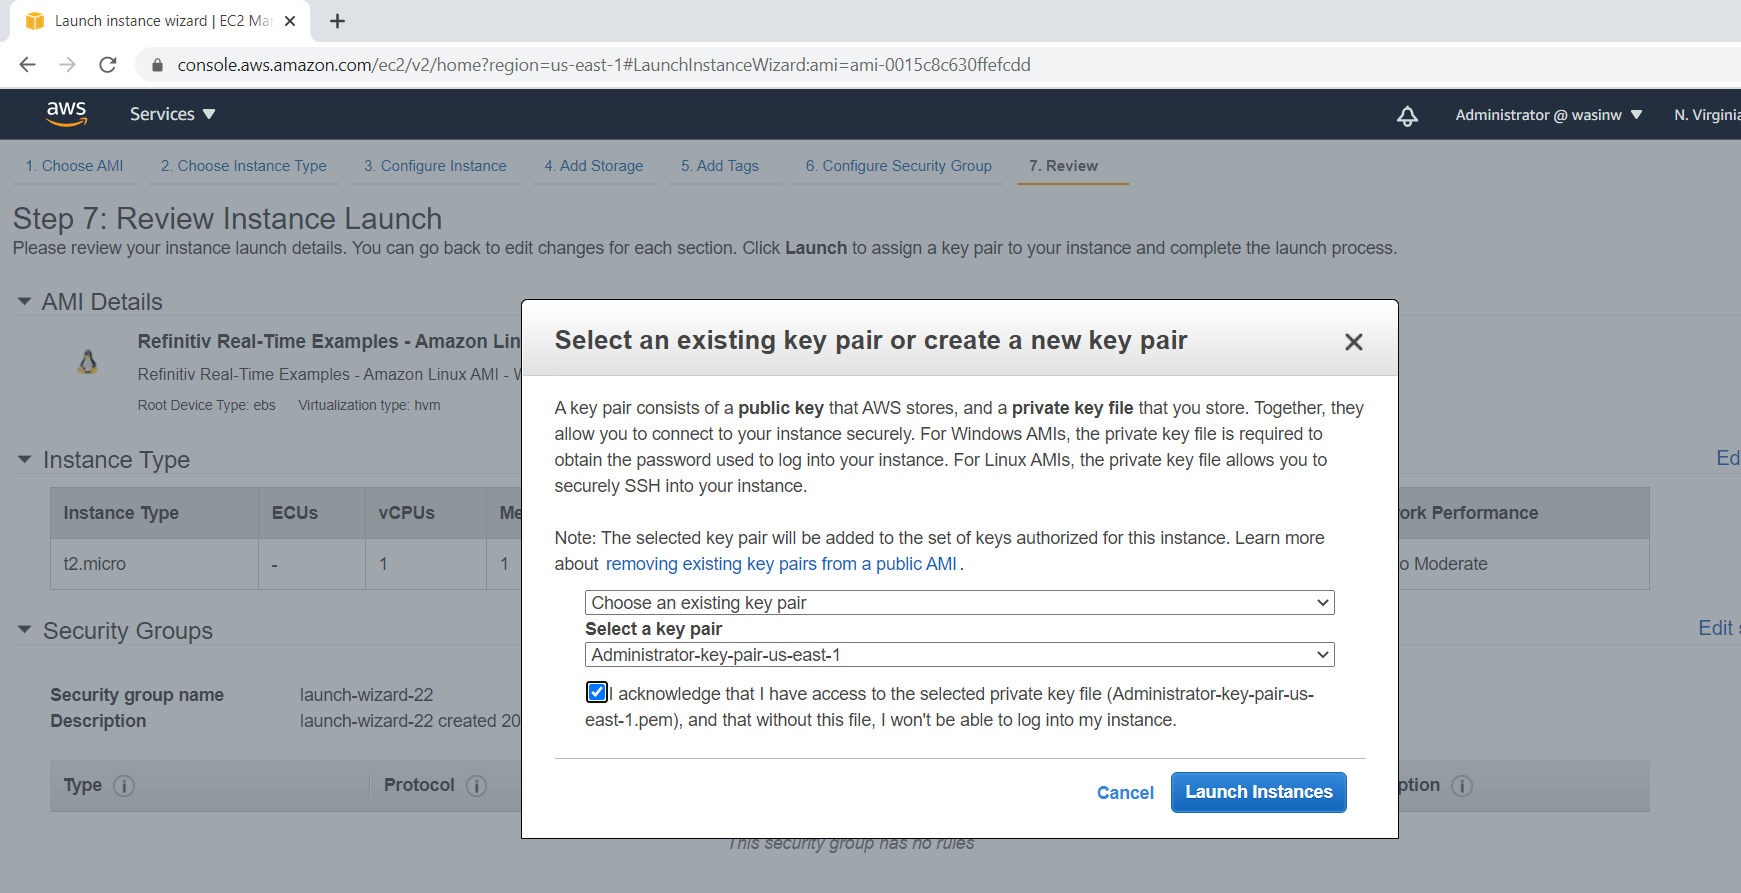 Launch instance wizard | EC2 Mar
console.aws.amazon.com/ec2/v2/home?region=us-east-1#LaunchInstanceWizard:ami=ami-0015c8c630ffefcdd
aws Services Administrator @ wasinw N. Virginia
1. Choose AMI 2. Choose Instance Type 3. Configure Instance 4. Add Storage 5. Add Tags 6. Configure Security Group 7. Review
Step 7: Review Instance Launch
Please review your instance launch details. You can go back to edit changes for each section. Click Launch to assign a key pair to your instance and complete the launch process.
AMI Details
Refinitiv Real-Time Examples - Amazon Lin
Refinitiv Real-Time Examples - Amazon Linux AMI -
Root Device Type: ebs Virtualization type: hvm
Instance Type Ed
Instance Type ECUs vCPUs Me ork Performance
t2.micro - 1 1 o Moderate
Security Groups Edit
Security group name launch-wizard-22
Description launch-wizard-22 created 20
Type Protocol ption
This security group has no rules
Select an existing key pair or create a new key pair
A key pair consists of a public key that AWS stores, and a private key file that you store. Together, they
allow you to connect to your instance securely. For Windows AMIs, the private key file is required to
obtain the password used to log into your instance. For Linux AMIs, the private key file allows you to
securely SSH into your instance.
Note: The selected key pair will be added to the set of keys authorized for this instance. Learn more
about removing existing key pairs from a public AMI .
Choose an existing key pair
Select a key pair
Administrator-key-pair-us-east-1
I acknowledge that I have access to the selected private key file (Administrator-key-pair-us-
east-1.pem), and that without this file, I won't be able to log into my instance.
Cancel Launch Instances